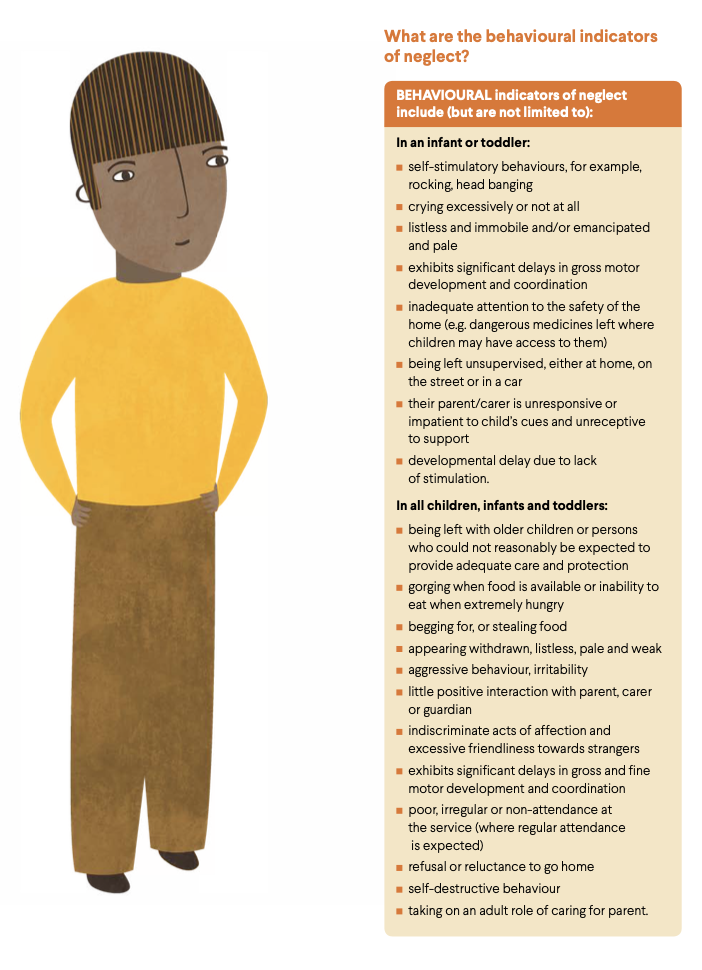 What are the behavioural indicators
of neglect?
BEHAVIOURAL indicators of neglect
include (but are not limited to):
In an infant or toddler:
■ self-stimulatory behaviours, for example,
rocking, head banging
■ crying excessively or not at all
■ listless and immobile and/or emancipated
and pale
■ exhibits significant delays in gross motor
development and coordination
■ inadequate attention to the safety of the
home (e.g. dangerous medicines left where
children may have access to them)
■ being left unsupervised, either at home, on
the street or in a car
■ their parent/carer is unresponsive or
impatient to child's cues and unreceptive
to support
■ developmental delay due to lack
of stimulation.
In all children, infants and toddlers:
■ being left with older children or persons
who could not reasonably be expected to
provide adequate care and protection
■ gorging when food is available or inability to
eat when extremely hungry
■ begging for, or stealing food
■ appearing withdrawn, listless, pale and weak
■ aggressive behaviour, irritability
■ little positive interaction with parent, carer
or guardian
■ indiscriminate acts of affection and
excessive friendliness towards strangers
■ exhibits significant delays in gross and fine
motor development and coordination
■ poor, irregular or non-attendance at
the service (where regular attendance
is expected)
■ refusal or reluctance to go home
■ self-destructive behaviour
■ taking on an adult role of caring for parent.